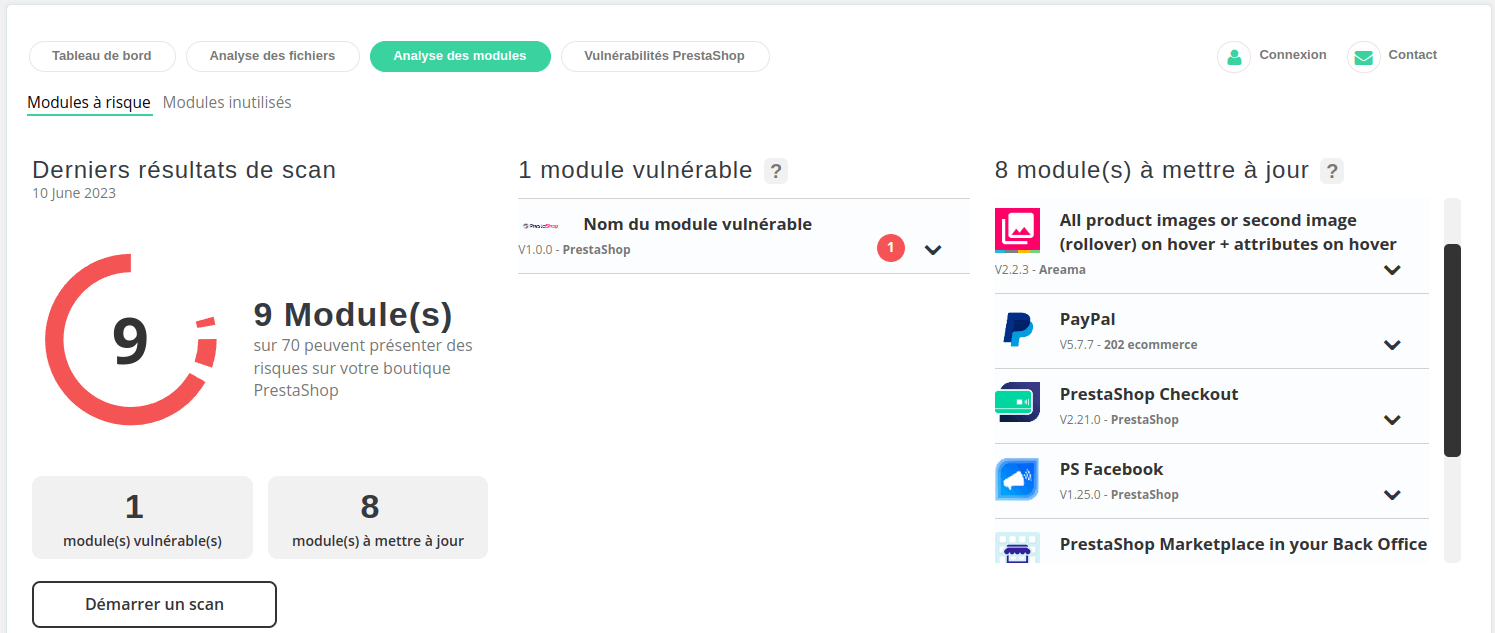 Tableau de bord
Analyse des fichiers
Analyse des modules
Vulnérabilités PrestaShop
Connexion
Contact
Modules à risque
Modules inutilisés
Derniers résultats de scan
10 June 2023
9
9 Module(s)
sur 70 peuvent présenter des
risques sur votre boutique
PrestaShop
1
module(s) vulnérable(s)
8
module(s) à mettre à jour
Démarrer un scan
1 module vulnérable ?
PrestaShop
Nom du module vulnérable
V1.0.0 - PrestaShop
1
8 module(s) à mettre à jour ?
All product images or second image
(rollover) on hover + attributes on hover
V2.2.3 - Areama
PayPal
V5.7.7 - 202 ecommerce
PrestaShop Checkout
V2.21.0 - PrestaShop
PS Facebook
V1.25.0 - PrestaShop
PrestaShop Marketplace in your Back Office